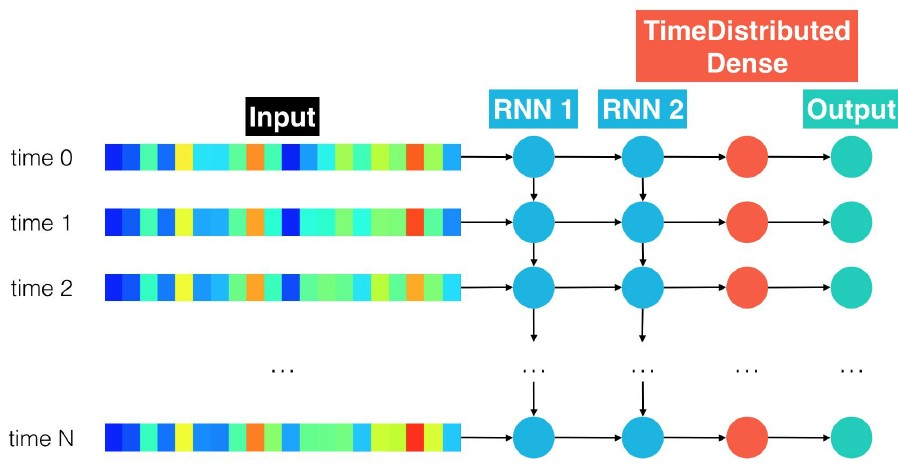 TimeDistributed
Dense
Input
RNN 1
RNN 2
Output
time 0
time 1
time 2
... ... ... ... ...
time N